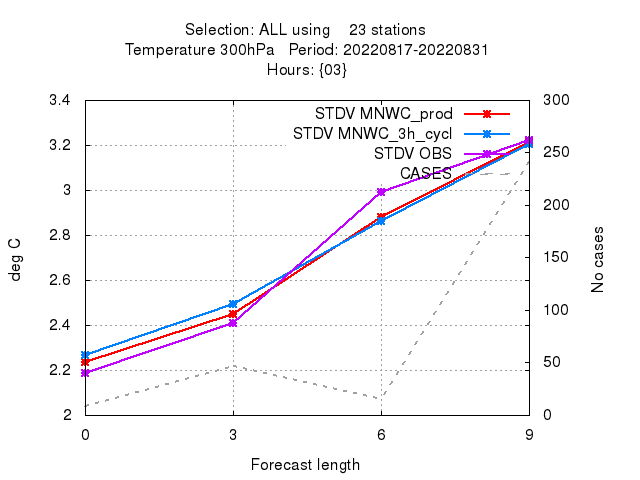 Selection: ALL using 23 stations
Temperature 300hPa Period: 20220817-20220831
Hours: {03}
STDV MNWC_prod
STDV MNWC_3h_cycl
STDV OBS
CASES
deg C
3.4
3.2
3
2.8
2.6
2.4
2.2
2
300
250
200
150
100
50
0
No cases
0 3 6 9
Forecast length